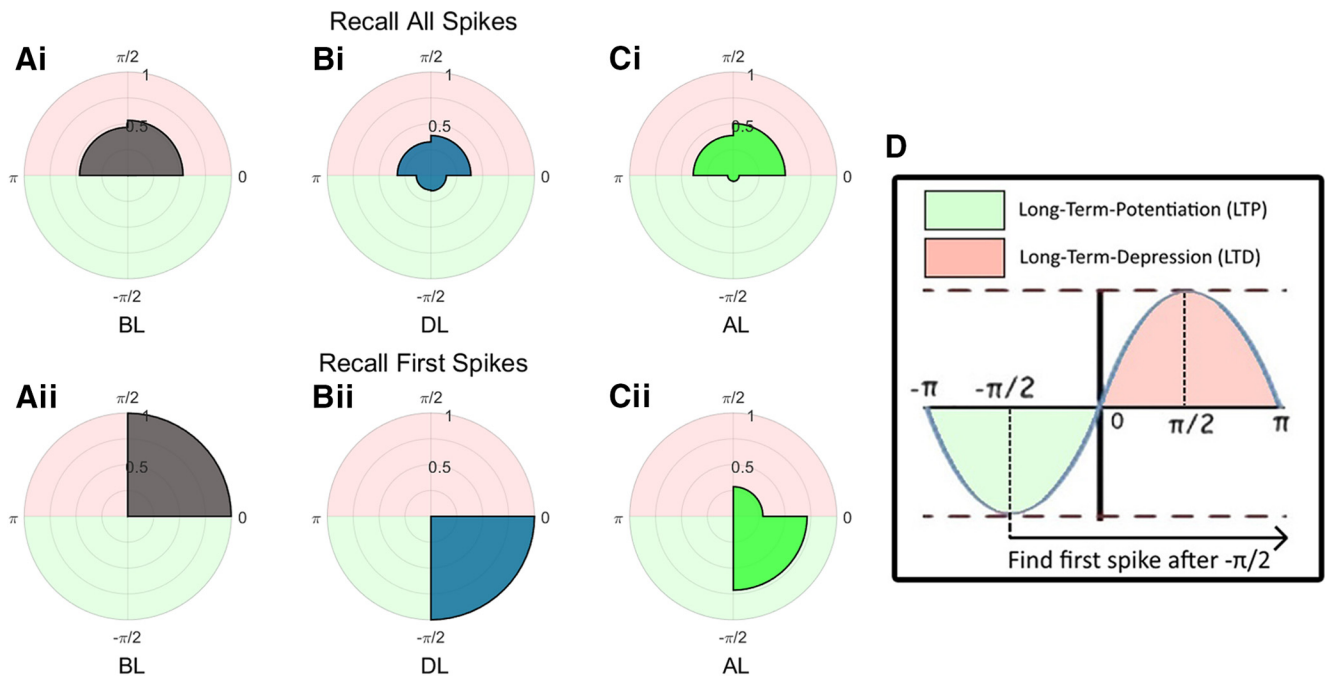 Recall All Spikes
Ai
π/2
1
0.5
π
0
-π/2
BL
Bi
π/2
1
0.5
π
0
-π/2
DL
Ci
π/2
1
0.5
π
0
-π/2
AL
Recall First Spikes
Aii
π/2
1
0.5
π
0
-π/2
BL
Bii
π/2
1
0.5
π
0
-π/2
DL
Cii
π/2
1
0.5
π
0
-π/2
AL
D
Long-Term-Potentiation (LTP)
Long-Term-Depression (LTD)
-π -π/2
0 π/2 π
Find first spike after -π/2